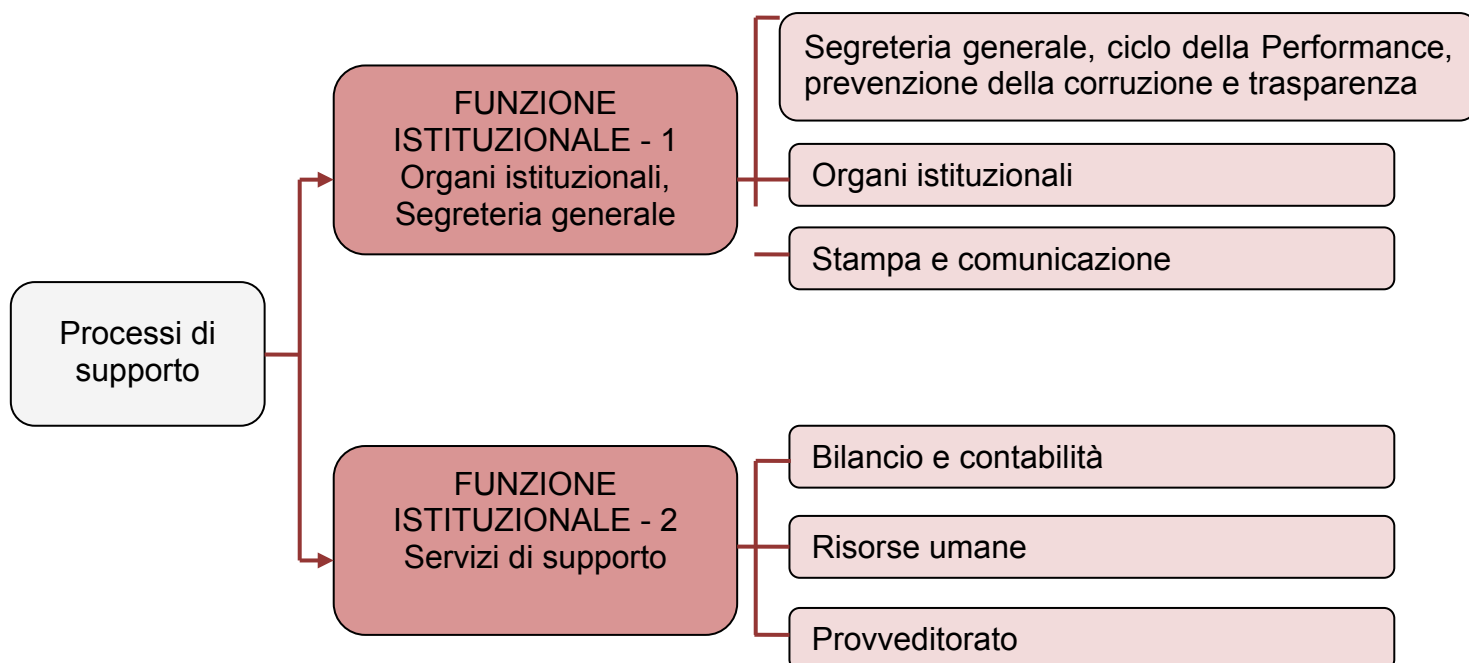 Processi di
supporto
FUNZIONE
ISTITUZIONALE - 1
Organi istituzionali,
Segreteria generale
Segreteria generale, ciclo della Performance,
prevenzione della corruzione e trasparenza
Organi istituzionali
Stampa e comunicazione
FUNZIONE
ISTITUZIONALE - 2
Servizi di supporto
Bilancio e contabilità
Risorse umane
Provveditorato